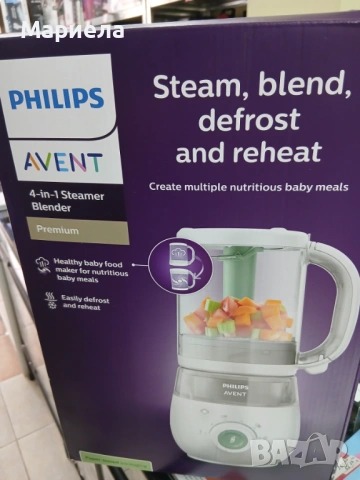 Мариела
PHILIPS
AVENT
4-in-1 Steamer
Blender
Premium
Steam, blend,
defrost
and reheat
Create multiple nutritious baby meals
Healthy baby food
maker for nutritious
baby meals
Easily defrost
and reheat
PHILIPS
AVENT
BAZAR